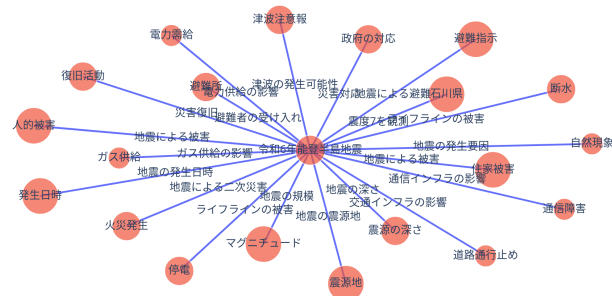 津波注意報
電力需給
政府の対応
避難指示
復旧活動
津波の発生可能性
避難所
電力供給の影響
災害対応
地震による避難
石川県
断水
災害復旧
避難者の受け入れ
震度7を観測
ライフラインの被害
人的被害
地震による被害
地震の発生要因
自然現象
ガス供給
ガス供給の影響
令和6年能登半島地震
地震による被害
住家被害
地震の発生日時
通信インフラの影響
発生日時
地震による二次災害
地震の規模
地震の深さ
交通インフラの影響
ライフラインの被害
地震の震源地
通信障害
火災発生
マグニチュード
震源の深さ
道路通行止め
停電
震源地